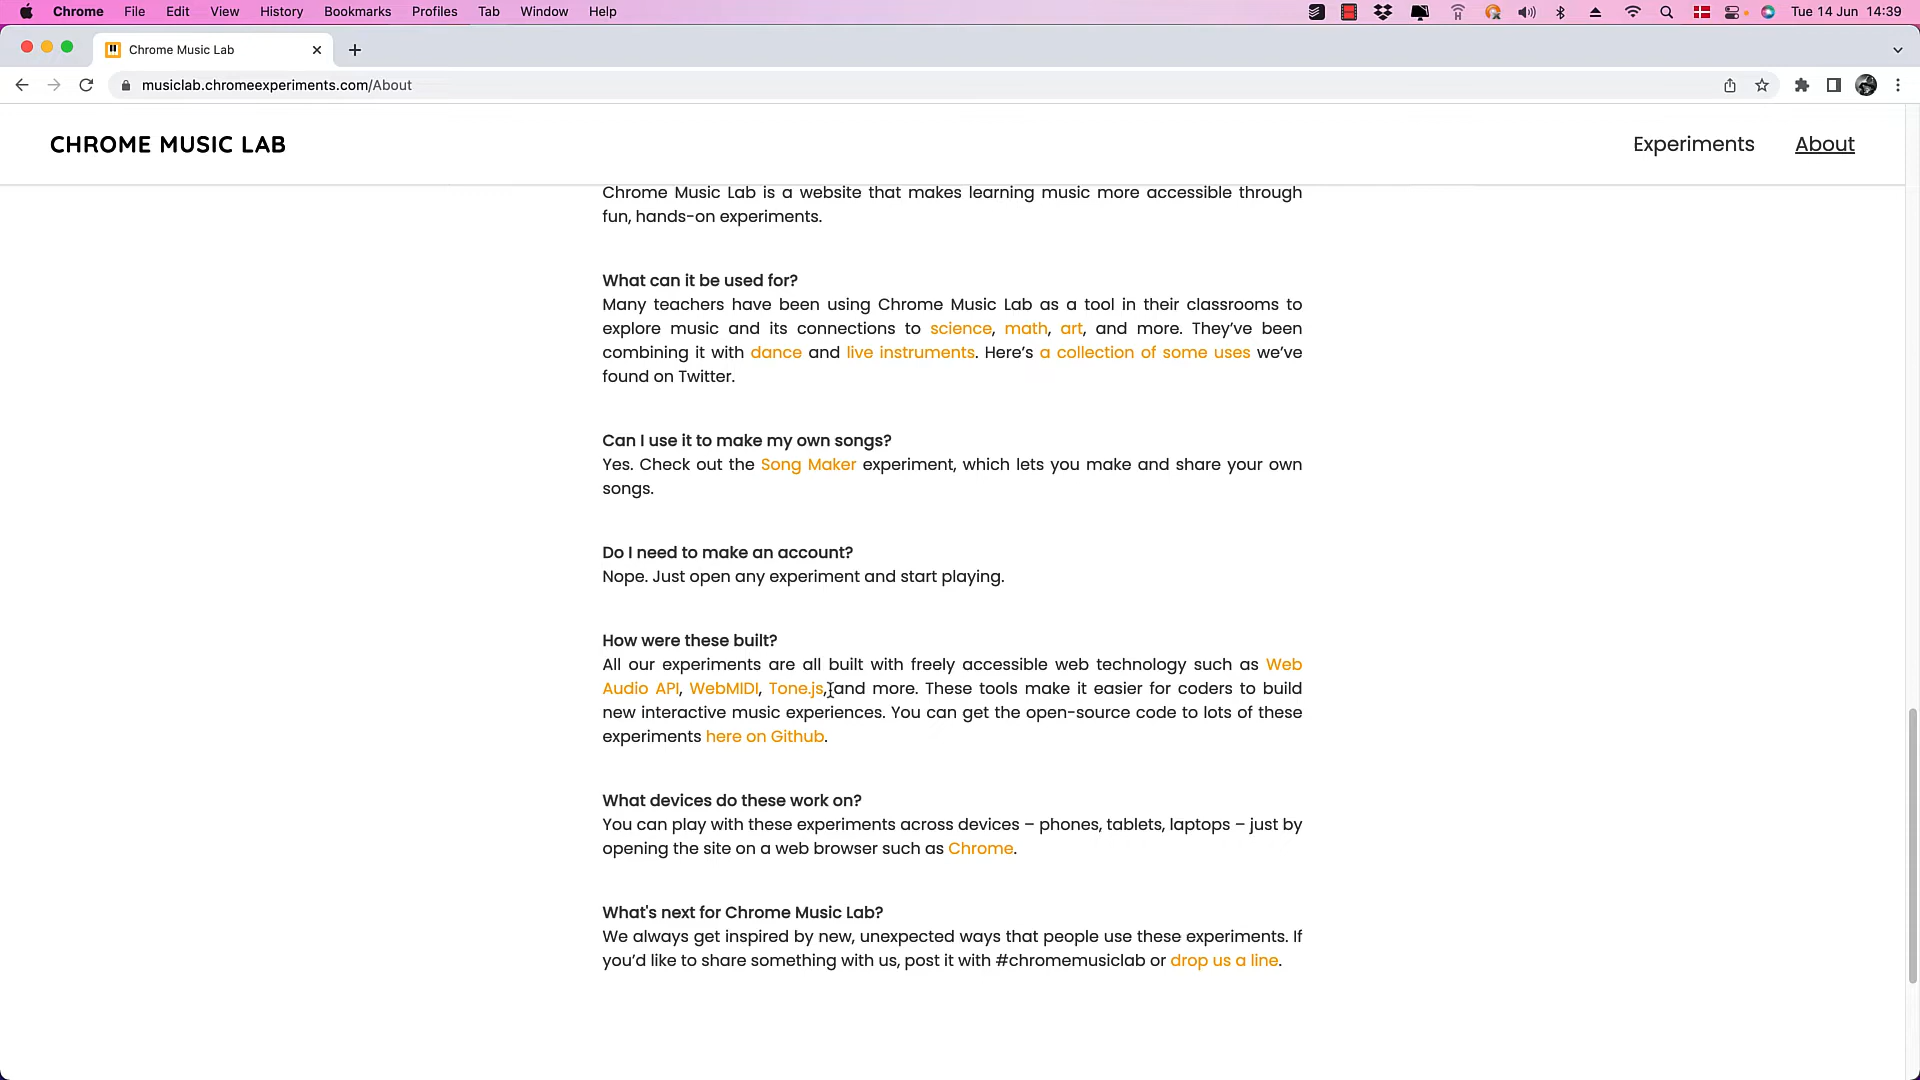 Chrome File Edit View History Bookmarks Profiles Tab Window Help Tue 14 Jun 14:39
Chrome Music Lab
musiclab.chromeexperiments.com/About
CHROME MUSIC LAB Experiments About
Chrome Music Lab is a website that makes learning music more accessible through
fun, hands-on experiments.
What can it be used for?
Many teachers have been using Chrome Music Lab as a tool in their classrooms to
explore music and its connections to science, math, art, and more. They’ve been
combining it with dance and live instruments. Here’s a collection of some uses we’ve
found on Twitter.
Can I use it to make my own songs?
Yes. Check out the Song Maker experiment, which lets you make and share your own
songs.
Do I need to make an account?
Nope. Just open any experiment and start playing.
How were these built?
All our experiments are all built with freely accessible web technology such as Web
Audio API, WebMIDI, Tone.js, and more. These tools make it easier for coders to build
new interactive music experiences. You can get the open-source code to lots of these
experiments here on Github.
What devices do these work on?
You can play with these experiments across devices – phones, tablets, laptops – just by
opening the site on a web browser such as Chrome.
What's next for Chrome Music Lab?
We always get inspired by new, unexpected ways that people use these experiments. If
you’d like to share something with us, post it with #chromemusiclab or drop us a line.